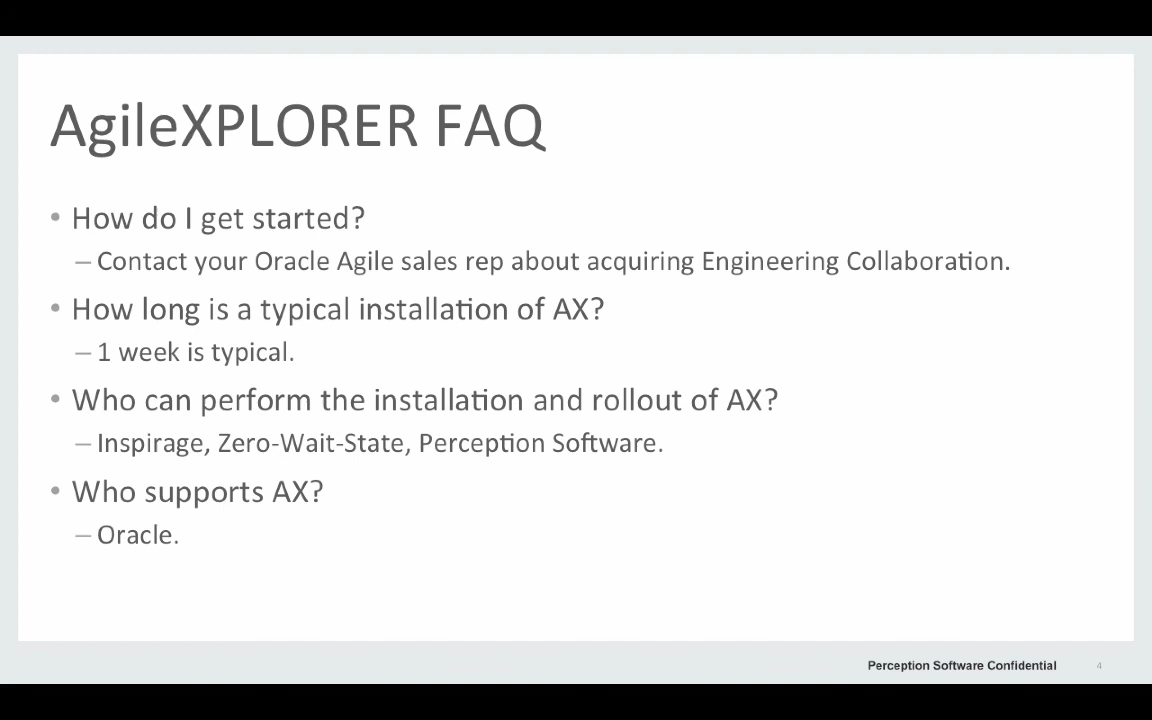 AgileXPLORER FAQ
• How do I get started?
– Contact your Oracle Agile sales rep about acquiring Engineering Collaboration.
• How long is a typical installation of AX?
– 1 week is typical.
• Who can perform the installation and rollout of AX?
– Inspirage, Zero-Wait-State, Perception Software.
• Who supports AX?
– Oracle.
Perception Software Confidential 4